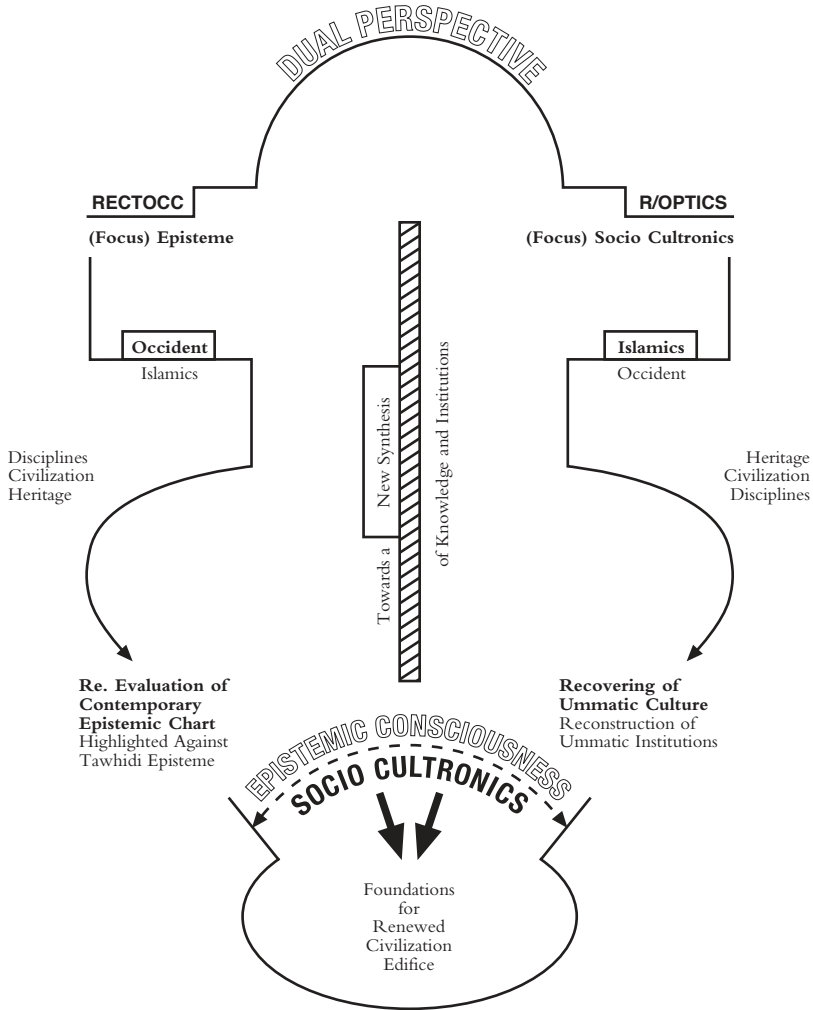 DUAL PERSPECTIVE
RECTOCC
R/OPTICS
(Focus) Episteme
(Focus) Socio Cultronics
Occident
Islamics
Islamics
Occident
Disciplines
Civilization
Heritage
Heritage
Civilization
Disciplines
Towards a New Synthesis
of Knowledge and Institutions
Re. Evaluation of
Contemporary
Epistemic Chart
Highlighted Against
Tawhidi Episteme
Recovering of
Ummatic Culture
Reconstruction of
Ummatic Institutions
EPISTEMIC CONSCIOUSNESS
SOCIO CULTRONICS
Foundations
for
Renewed
Civilization
Edifice